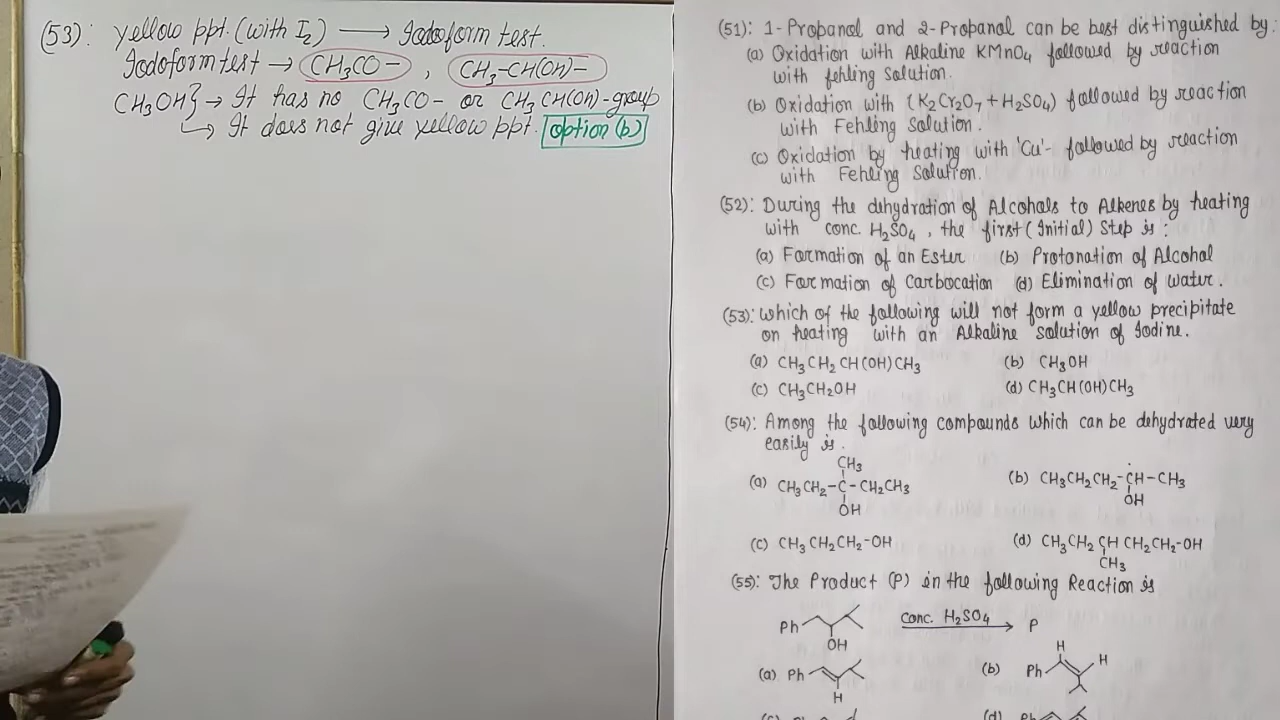 (53): Yellow ppt. (with I₂) ⟶ Iodoform test.
Iodoform test → CH₃CO– , CH₃–CH(OH)–
CH₃OH} → It has no CH₃CO– or CH₃CH(OH)–group
↳ It does not give yellow ppt. option (b)
(51): 1-Propanol and 2-Propanol can be best distinguished by:
(a) Oxidation with Alkaline KMnO₄ followed by reaction
with fehling Solution.
(b) Oxidation with (K₂Cr₂O₇ + H₂SO₄) followed by reaction
with Fehling Solution.
(c) Oxidation by heating with 'Cu'- followed by reaction
with Fehling Solution.
(52): During the dehydration of Alcohals to Alkenes by heating
with conc. H₂SO₄, the first (Initial) Step is:
(a) Formation of an Ester (b) Protonation of Alcohol
(c) Formation of Carbocation (d) Elimination of water.
(53): Which of the following will not form a yellow precipitate
on heating with an Alkaline solution of Iodine.
(a) CH₃CH₂CH(OH)CH₃ (b) CH₃OH
(c) CH₃CH₂OH (d) CH₃CH(OH)CH₃
(54): Among the following compounds which can be dehydrated very
easily is.
CH₃
(a) CH₃CH₂–C–CH₂CH₃ (b) CH₃CH₂CH₂–CH–CH₃
OH OH
(c) CH₃CH₂CH₂–OH (d) CH₃CH₂CHCH₂CH₂–OH
CH₃
(55): The Product (P) in the following Reaction is
Ph OH conc. H₂SO₄ ⟶ P
(a) Ph H (b) Ph H H
(d) Ph